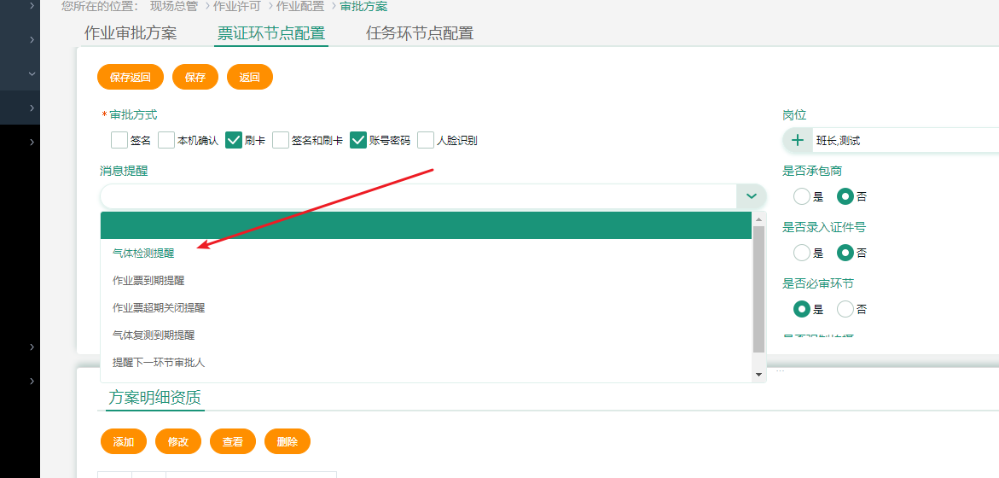 您所在的位置： 现场总管 >作业许可 >作业配置 >审批方案
作业审批方案 票证环节点配置 任务环节点配置
保存返回 保存 返回
*审批方式
签名 本机确认 刷卡 签名和刷卡 账号密码 人脸识别
消息提醒
气体检测提醒
作业票到期提醒
作业票超期关闭提醒
气体复测到期提醒
提醒下一环节审批人
岗位
+ 班长,测试
是否承包商
是 否
是否录入证件号
是 否
是否必审环节
是 否
...
方案明细资质
添加 修改 查看 删除